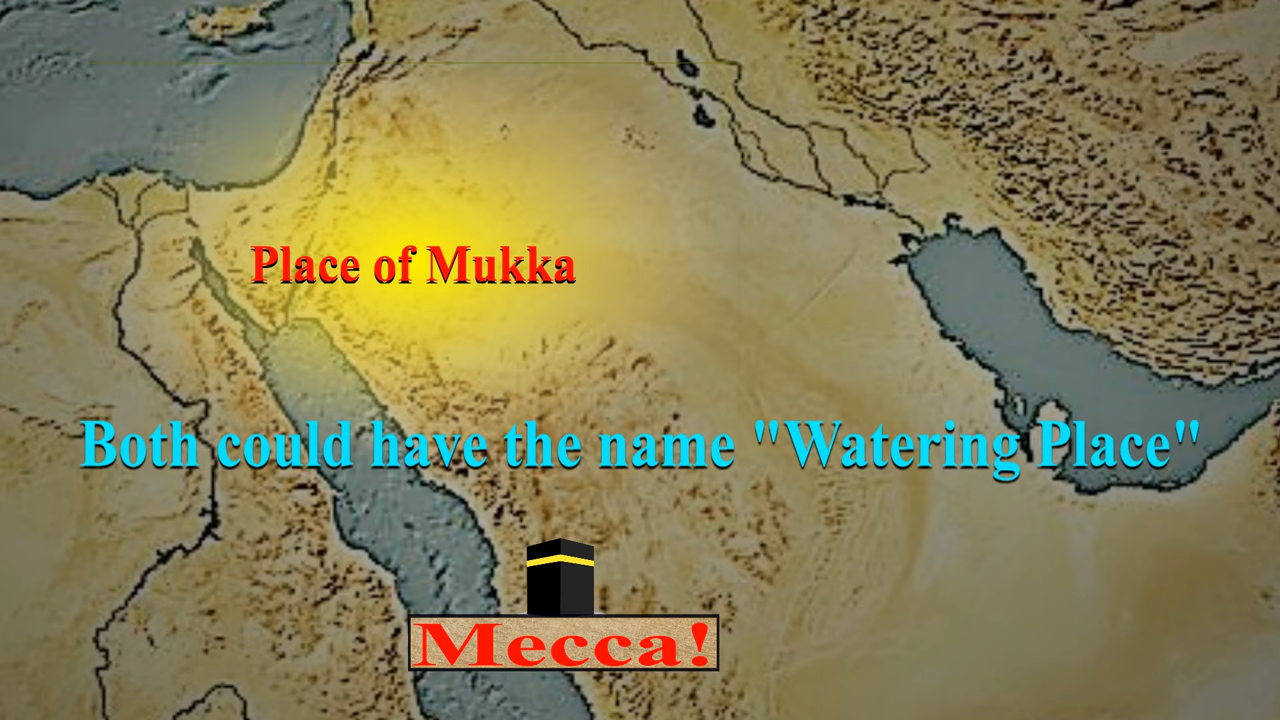 Place of Mukka
Both could have the name "Watering Place"
Mecca!